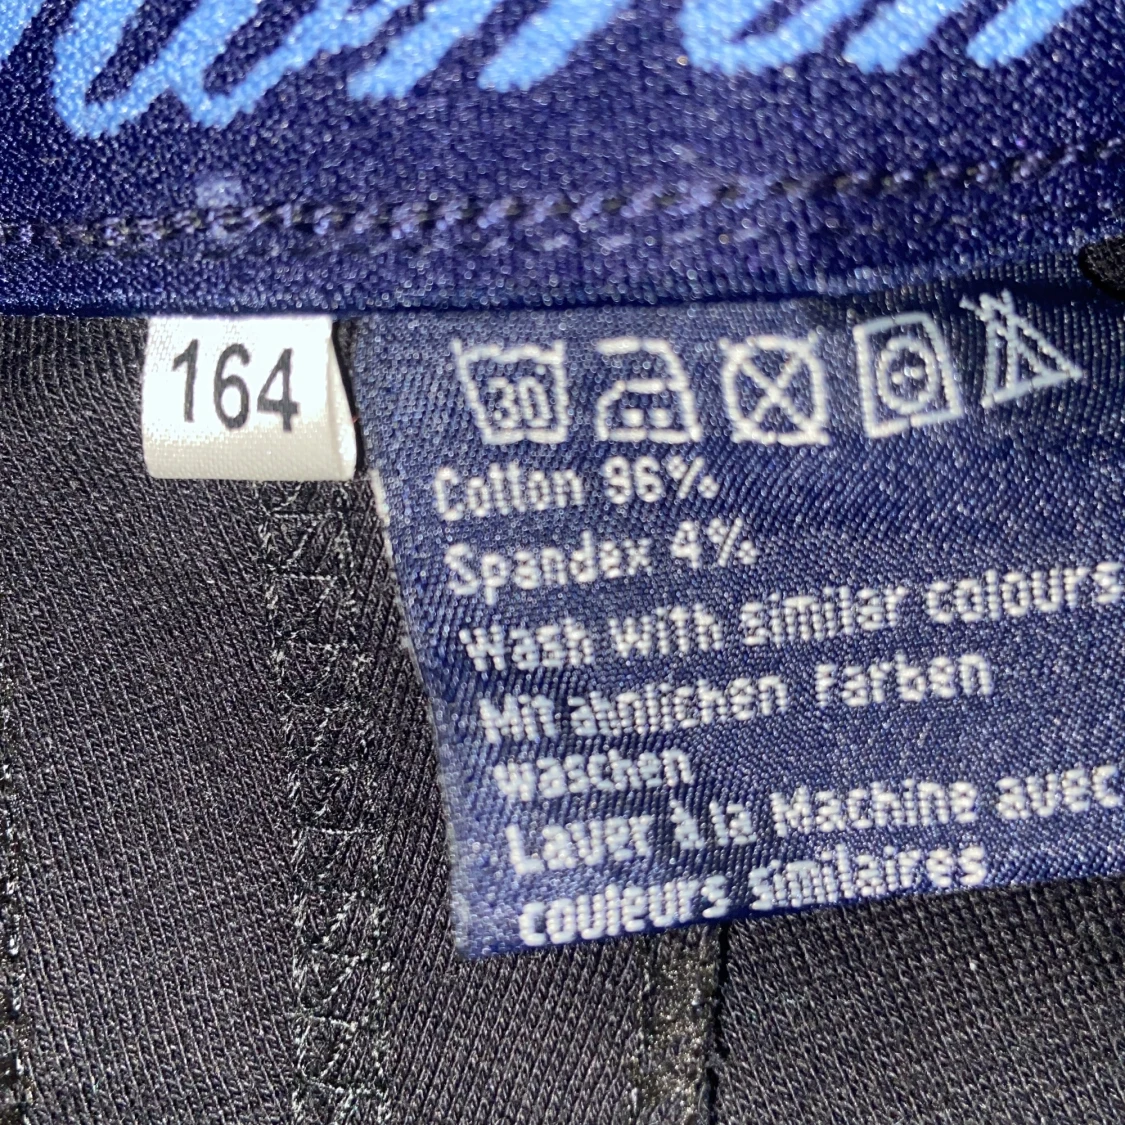 164
30
Cotton 96%
Spandex 4%
Wash with similar colours
Mit ähnlichen Farben
waschen
Laver à la Machine avec
couleurs similaires